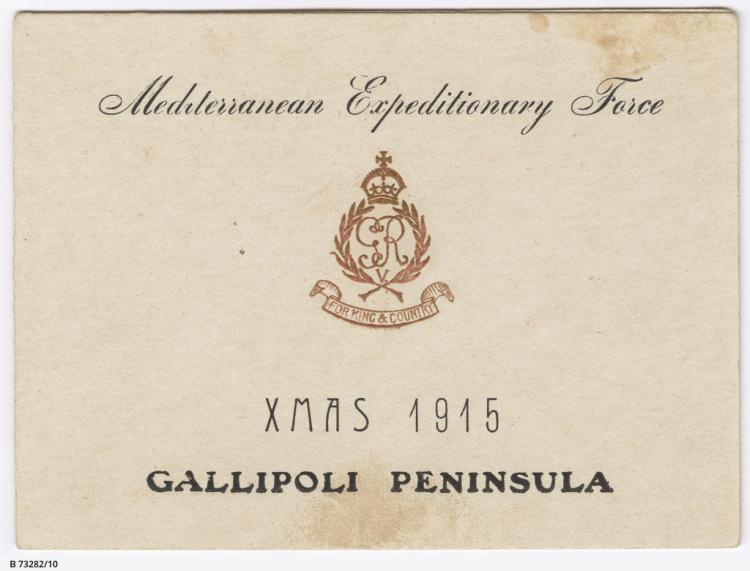 Mediterranean Expeditionary Force
GR
V
FOR KING & COUNTRY
XMAS 1915
GALLIPOLI PENINSULA
B 73282/10